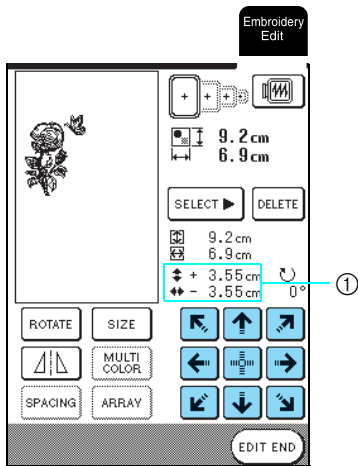 Embroidery
Edit
9.2cm
6.9cm
SELECT ▶ DELETE
9.2cm
6.9cm
+ 3.55cm
- 3.55cm 0°
①
ROTATE SIZE
MULTI
COLOR
SPACING ARRAY
EDIT END